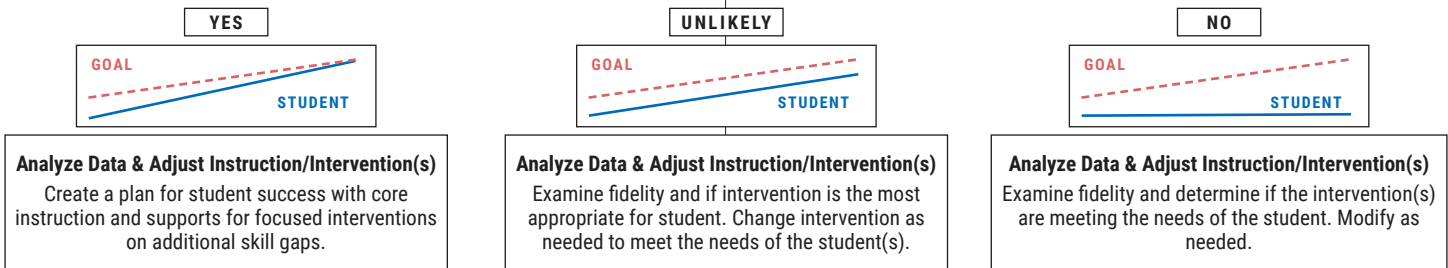 YES
GOAL
STUDENT
Analyze Data & Adjust Instruction/Intervention(s)
Create a plan for student success with core
instruction and supports for focused interventions
on additional skill gaps.
UNLIKELY
GOAL
STUDENT
Analyze Data & Adjust Instruction/Intervention(s)
Examine fidelity and if intervention is the most
appropriate for student. Change intervention as
needed to meet the needs of the student(s).
NO
GOAL
STUDENT
Analyze Data & Adjust Instruction/Intervention(s)
Examine fidelity and determine if the intervention(s)
are meeting the needs of the student. Modify as
needed.